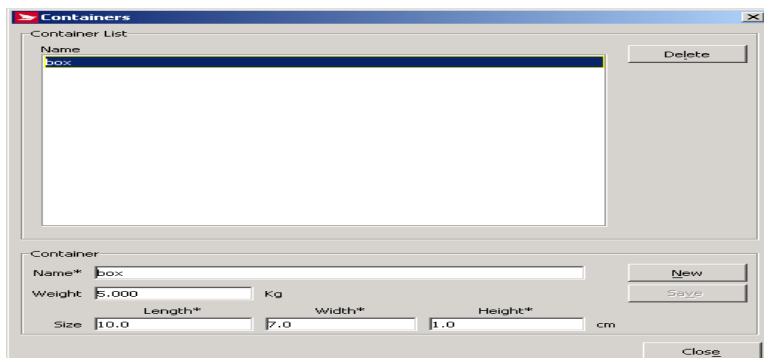 Containers
Container List
Name
box
Delete
Container
Name* box
New
Weight 5.000 Kg
Save
Length* Width* Height*
Size 10.0 7.0 1.0 cm
Close